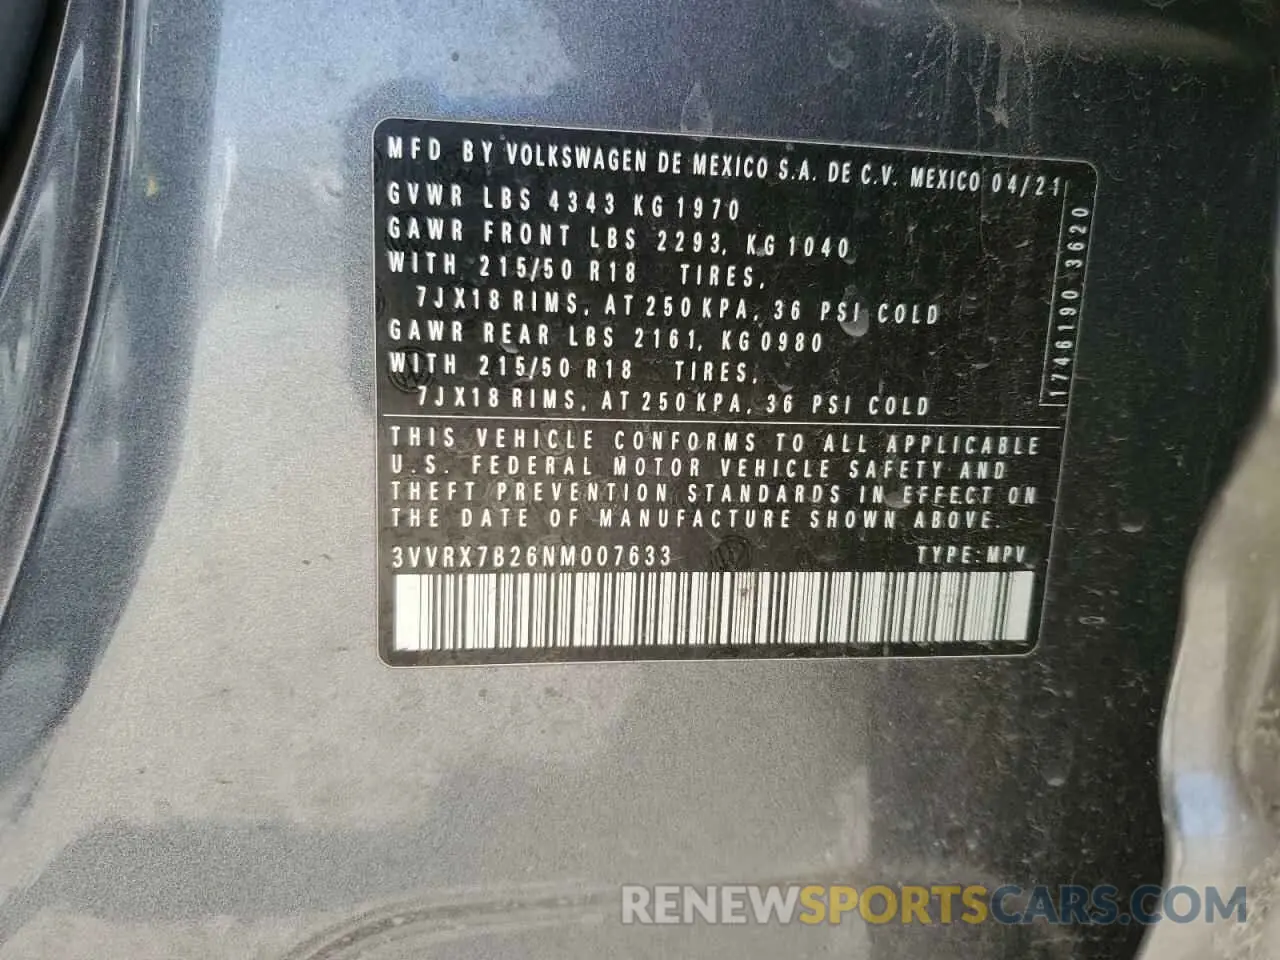 MFD BY VOLKSWAGEN DE MEXICO S.A. DE C.V. MEXICO 04/21
GVWR LBS 4343 KG 1970
GAWR FRONT LBS 2293, KG 1040
WITH 215/50 R18 TIRES,
7J X18 RIMS, AT 250 KPA, 36 PSI COLD
GAWR REAR LBS 2161, KG 0980
WITH 215/50 R18 TIRES,
7J X18 RIMS, AT 250 KPA, 36 PSI COLD
1746190 3620
THIS VEHICLE CONFORMS TO ALL APPLICABLE
U.S. FEDERAL MOTOR VEHICLE SAFETY AND
THEFT PREVENTION STANDARDS IN EFFECT ON
THE DATE OF MANUFACTURE SHOWN ABOVE.
3VVRX7B26NM007633 TYPE: MPV
RENEWSPORTSCARS.COM